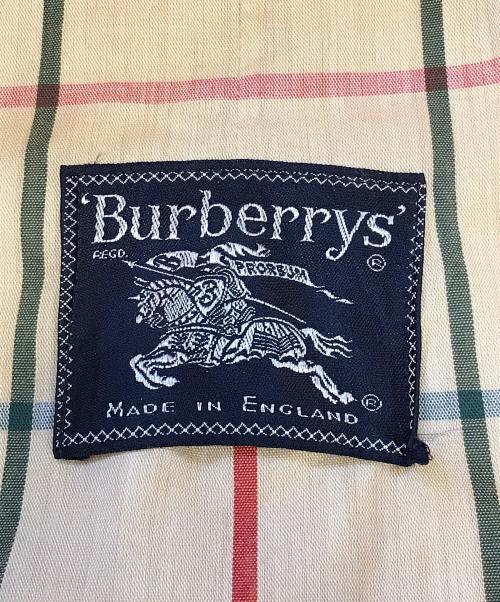 'Burberrys'
REGD.
PRORSUM
®
®
MADE IN ENGLAND